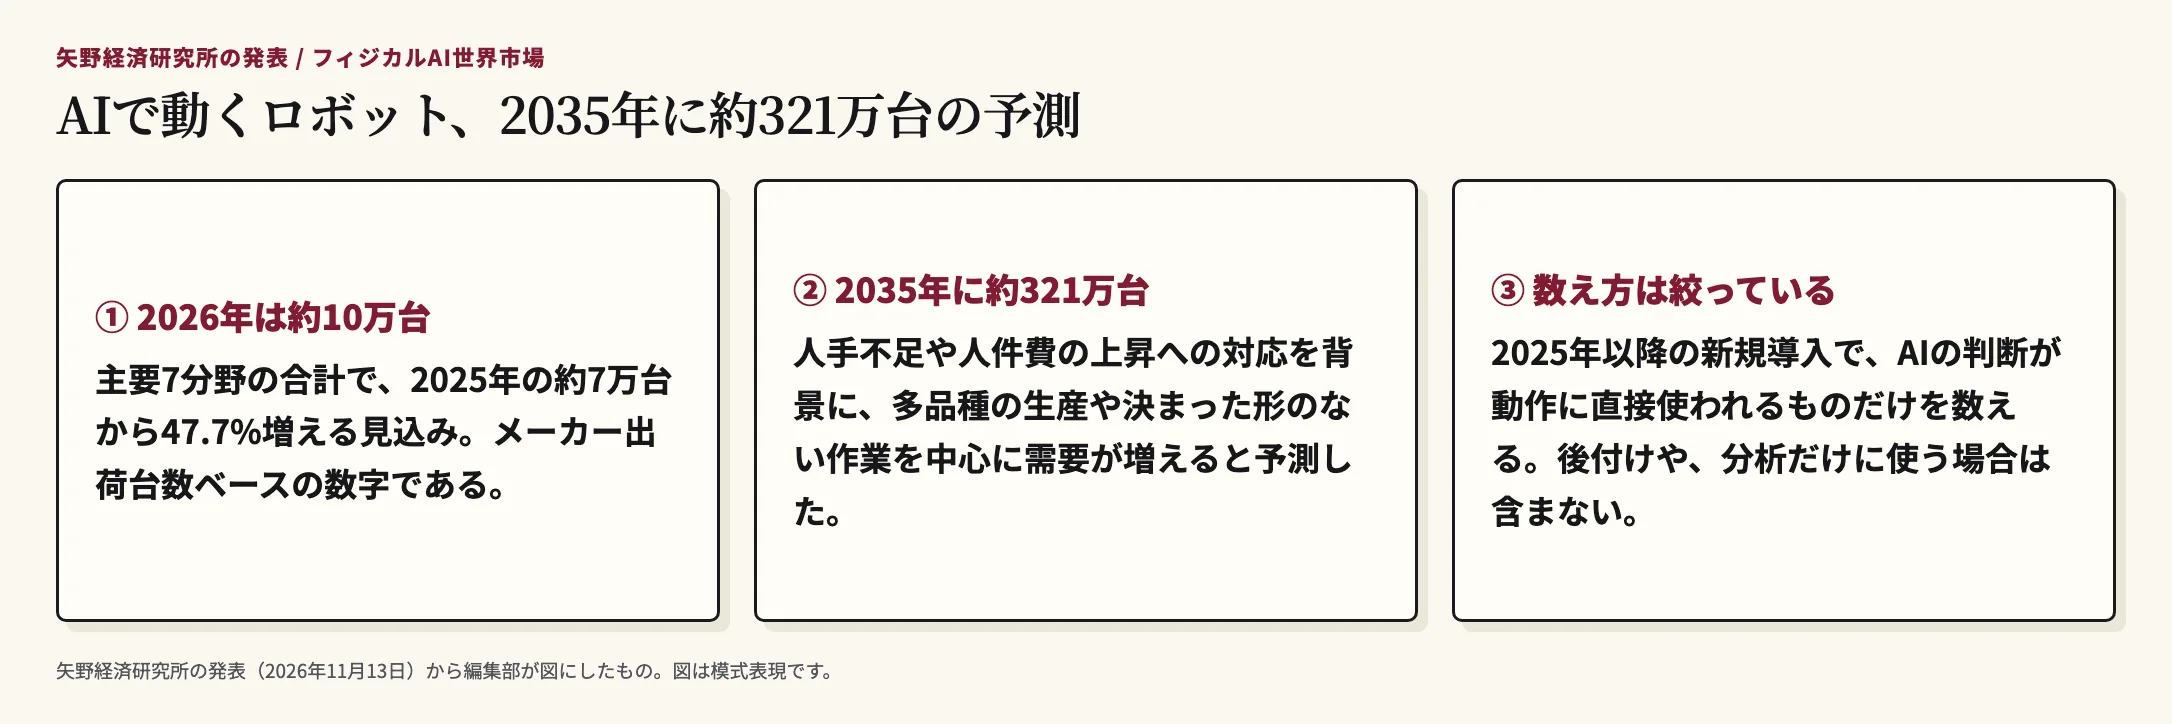 矢野経済研究所の発表 / フィジカルAI世界市場
AIで動くロボット、2035年に約321万台の予測
① 2026年は約10万台
主要7分野の合計で、2025年の約7万台
から47.7%増える見込み。メーカー出
荷台数ベースの数字である。
② 2035年に約321万台
人手不足や人件費の上昇への対応を背
景に、多品種の生産や決まった形のな
い作業を中心に需要が増えると予測し
た。
③ 数え方は絞っている
2025年以降の新規導入で、AIの判断が
動作に直接使われるものだけを数え
る。後付けや、分析だけに使う場合は
含まない。
矢野経済研究所の発表（2026年11月13日）から編集部が図にしたもの。図は模式表現です。